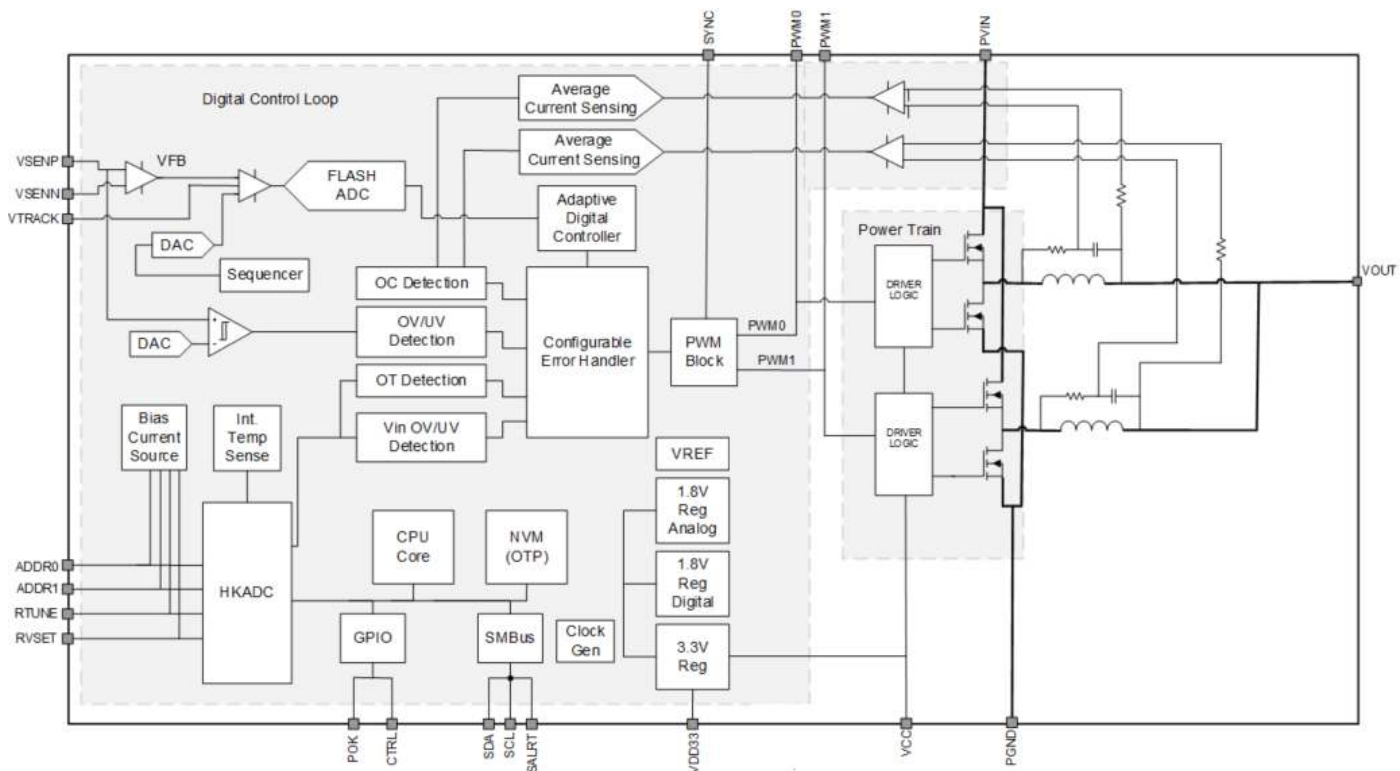 SYNC
PWM0
PWM1
PVIN
Digital Control Loop
Average
Current Sensing
Average
Current Sensing
VSENP
VFB
VSENN
FLASH
ADC
VTRACK
Adaptive
Digital
Controller
DAC
Sequencer
Power Train
OC Detection
DRIVER
LOGIC
VOUT
OV/UV
Detection
+
-
DAC
Configurable
Error Handler
PWM
Block
PWM0
PWM1
OT Detection
Bias
Current
Source
Int.
Temp
Sense
Vin OV/UV
Detection
DRIVER
LOGIC
VREF
1.8V
Reg
Analog
CPU
Core
NVM
(OTP)
ADDR0
ADDR1
RTUNE
RVSET
HKADC
1.8V
Reg
Digital
GPIO
SMBus
Clock
Gen
3.3V
Reg
POK
CTRL
SDA
SCL
SALRT
VDD33
VCC
PGND